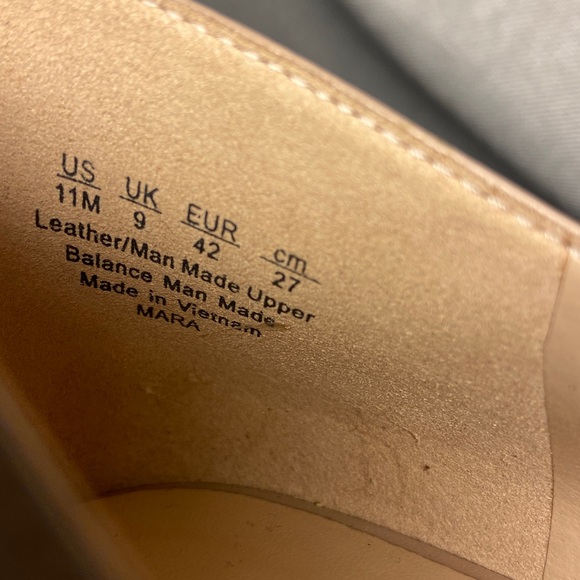 US UK EUR cm
11M 9 42 27
Leather/Man Made Upper
Balance Man Made
Made in Vietnam
MARA